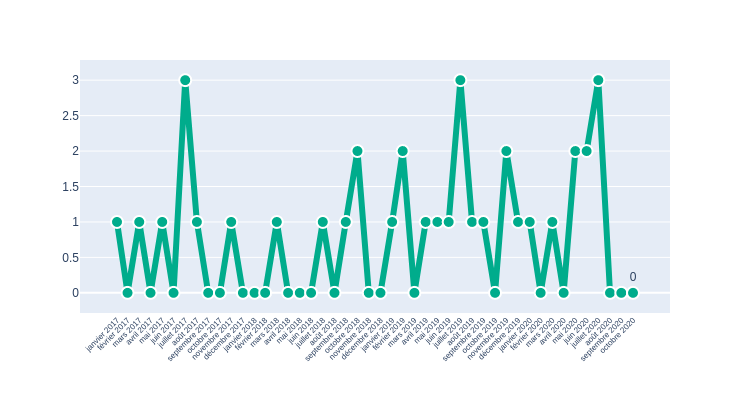 3
2.5
2
1.5
1
0.5
0
0
janvier 2017
février 2017
mars 2017
avril 2017
mai 2017
juin 2017
juillet 2017
août 2017
septembre 2017
octobre 2017
novembre 2017
décembre 2017
janvier 2018
février 2018
mars 2018
avril 2018
mai 2018
juin 2018
juillet 2018
août 2018
septembre 2018
octobre 2018
novembre 2018
décembre 2018
janvier 2019
février 2019
mars 2019
avril 2019
mai 2019
juin 2019
juillet 2019
août 2019
septembre 2019
octobre 2019
novembre 2019
décembre 2019
janvier 2020
février 2020
mars 2020
avril 2020
mai 2020
juin 2020
juillet 2020
août 2020
septembre 2020
octobre 2020